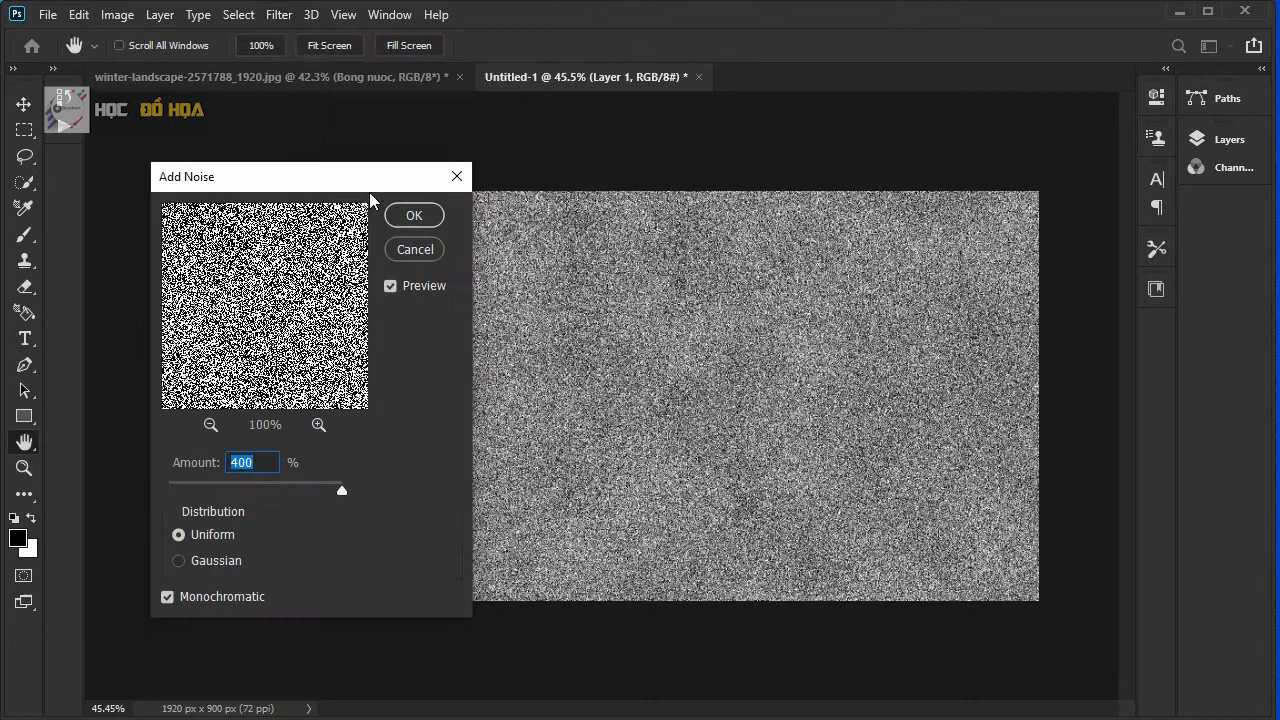 Ps File Edit Image Layer Type Select Filter 3D View Window Help
Scroll All Windows 100% Fit Screen Fill Screen
winter-landscape-2571788_1920.jpg @ 42.3% (Bong nuoc, RGB/8*) * × Untitled-1 @ 45.5% (Layer 1, RGB/8#) * ×
HỌC ĐỒ HỌA
Paths
Layers
Chann...
Add Noise
OK
Cancel
Preview
100%
Amount: 400 %
Distribution
Uniform
Gaussian
Monochromatic
45.45% 1920 px x 900 px (72 ppi)